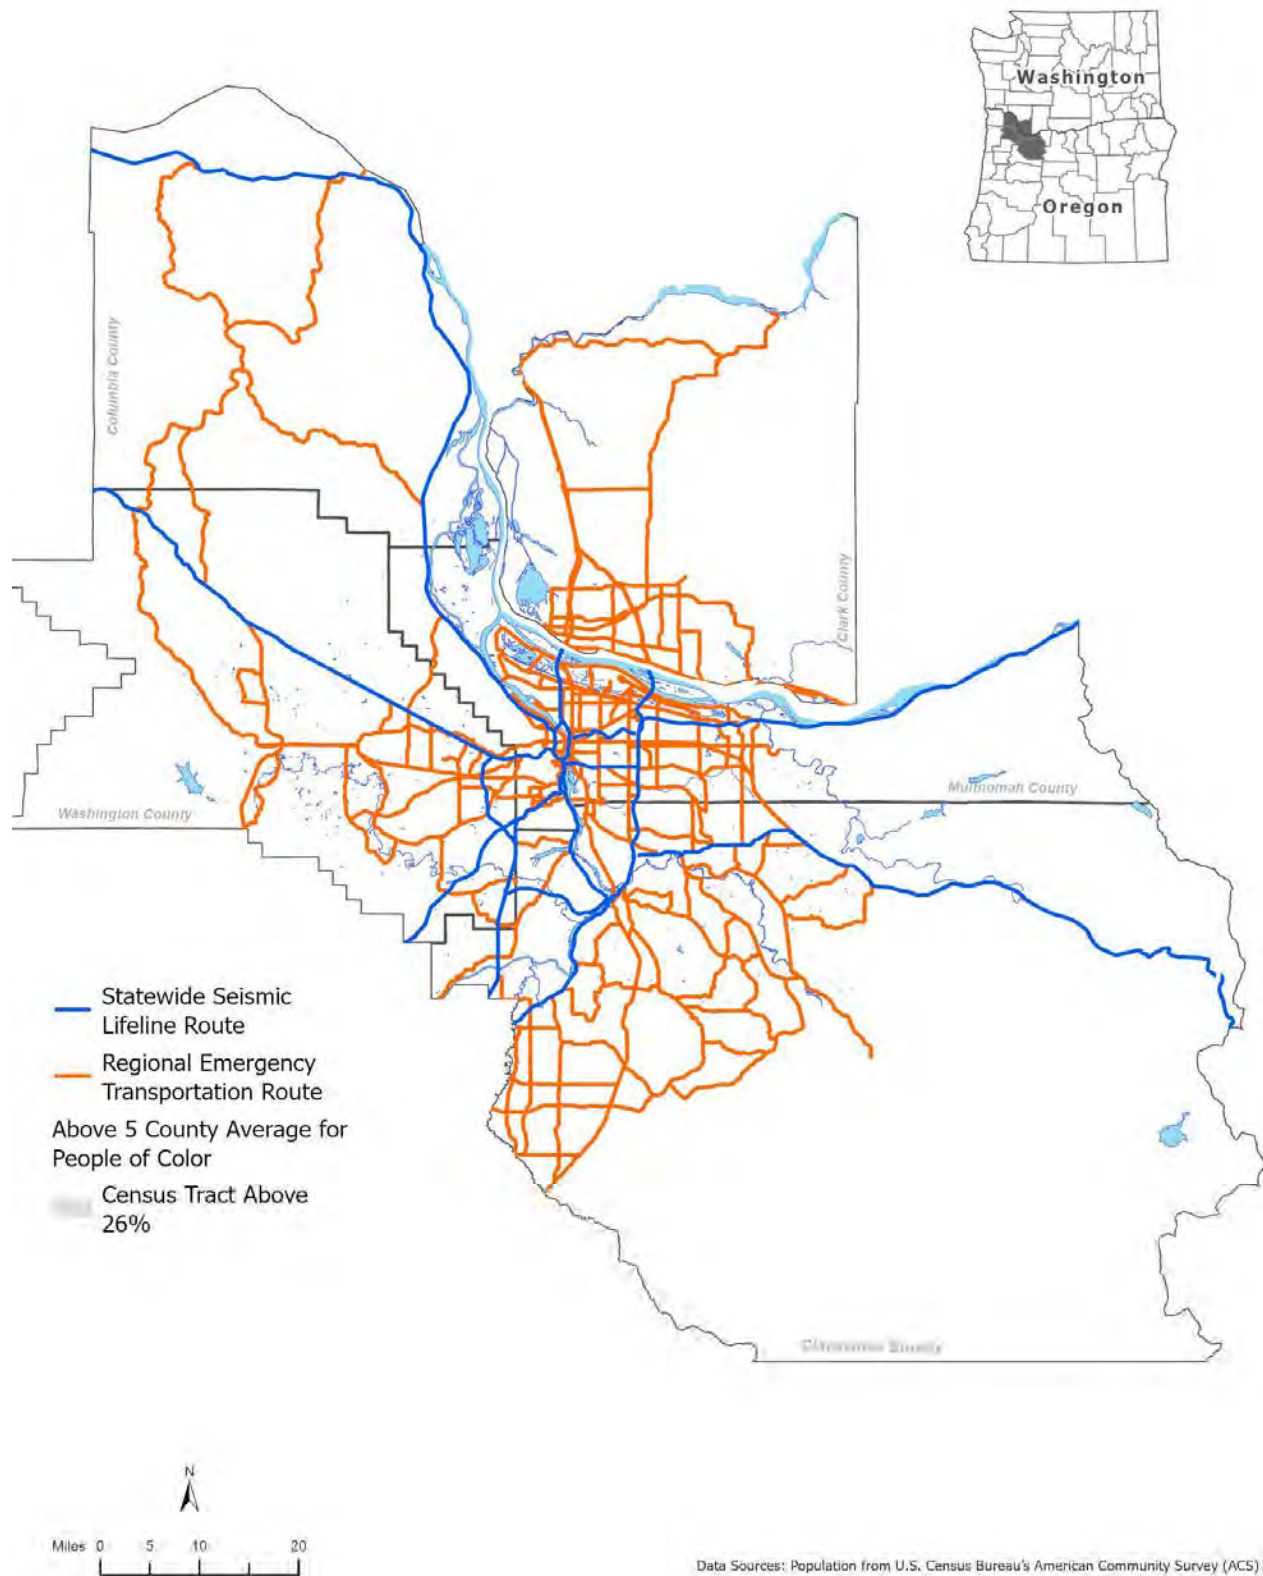 Washington
Oregon
Columbia County
Clark County
Multnomah County
Washington County
Statewide Seismic
Lifeline Route
Regional Emergency
Transportation Route
Above 5 County Average for
People of Color
Census Tract Above
26%
Clackamas County
N
Miles 0 5 10 20
Data Sources: Population from U.S. Census Bureau's American Community Survey (ACS)